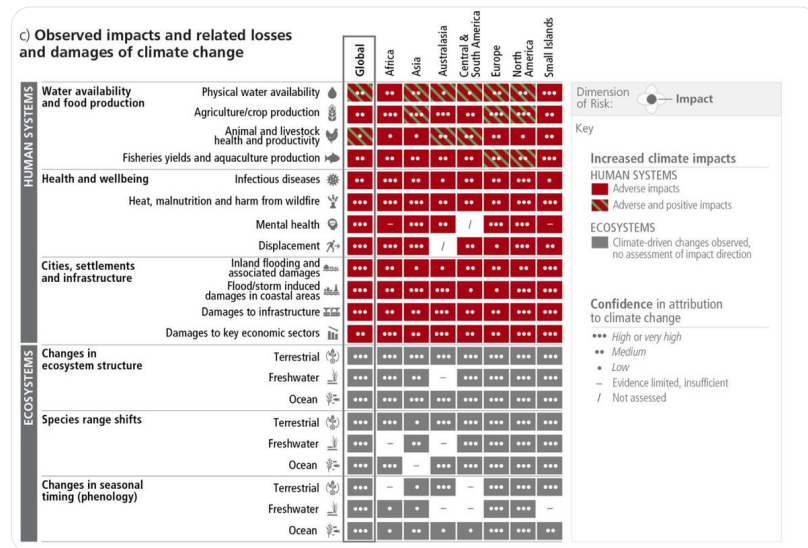 c) Observed impacts and related losses
and damages of climate change
Global
Africa
Asia
Australasia
Central &
South America
Europe
North
America
Small Islands
HUMAN SYSTEMS
Water availability
and food production
Physical water availability
Agriculture/crop production
Animal and livestock
health and productivity
Fisheries yields and aquaculture production
Health and wellbeing
Infectious diseases
Heat, malnutrition and harm from wildfire
Mental health
–
/
–
Displacement
/
Cities, settlements
and infrastructure
Inland flooding and
associated damages
Flood/storm induced
damages in coastal areas
Damages to infrastructure
Damages to key economic sectors
ECOSYSTEMS
Changes in
ecosystem structure
Terrestrial
Freshwater
–
Ocean
Species range shifts
Terrestrial
Freshwater
–
–
Ocean
–
Changes in seasonal
timing (phenology)
Terrestrial
–
–
Freshwater
–
–
–
Ocean
Dimension
of Risk:
Impact
Key
Increased climate impacts
HUMAN SYSTEMS
Adverse impacts
Adverse and positive impacts
ECOSYSTEMS
Climate-driven changes observed,
no assessment of impact direction
Confidence in attribution
to climate change
••• High or very high
•• Medium
• Low
– Evidence limited, insufficient
/ Not assessed